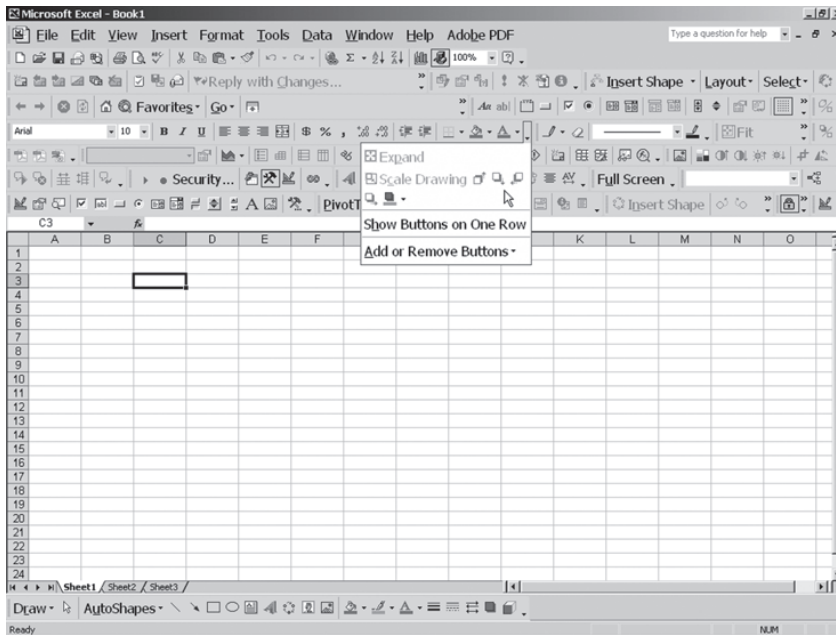 Microsoft Excel - Book1
File Edit View Insert Format Tools Data Window Help Adobe PDF Type a question for help
100%
Reply with Changes... Insert Shape Layout Select
Favorites Go ab|
Arial 10 B I U $ % , Fit %
Expand
Security... Scale Drawing Full Screen
A PivotT Insert Shape
Show Buttons on One Row
Add or Remove Buttons
C3 fx
A B C D E F K L M N O
1
2
3
4
5
6
7
8
9
10
11
12
13
14
15
16
17
18
19
20
21
22
23
24
Sheet1 Sheet2 Sheet3
Draw AutoShapes
Ready NUM